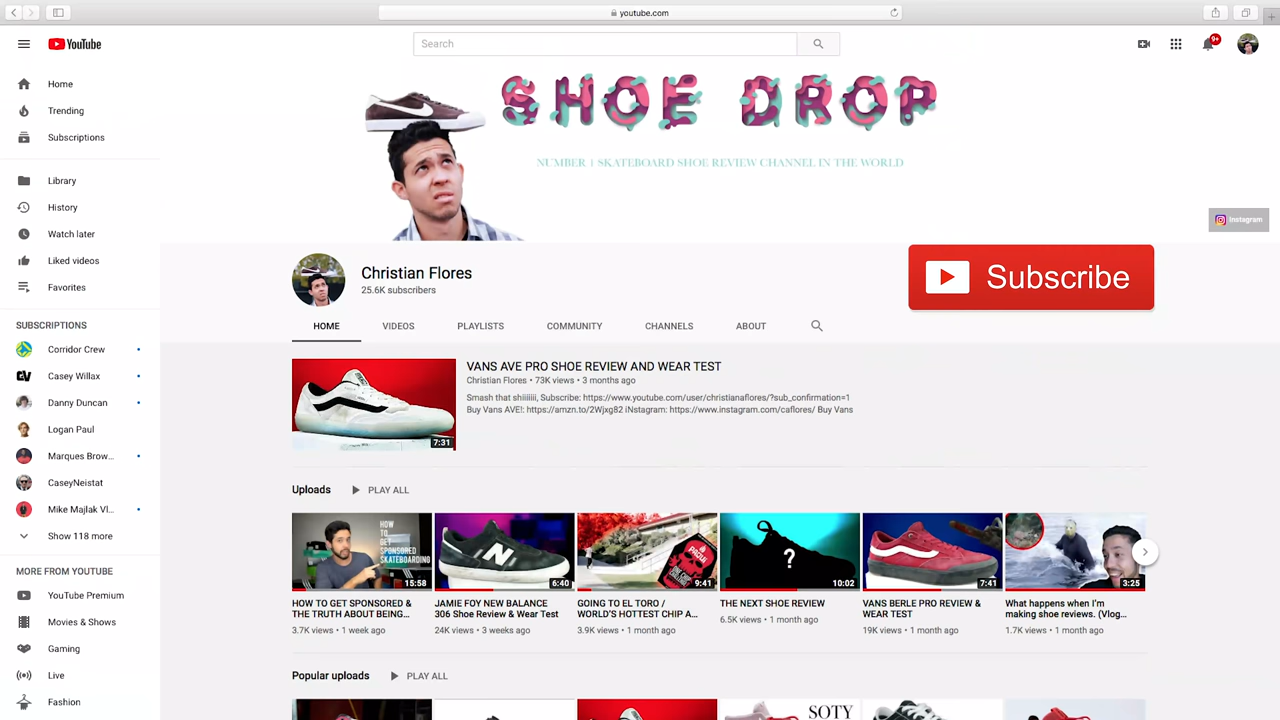 youtube.com
YouTube
Search
9+
Home
Trending
Subscriptions
Library
History
Watch later
Liked videos
Favorites
SUBSCRIPTIONS
Corridor Crew
Casey Willax
Danny Duncan
Logan Paul
Marques Brow...
CaseyNeistat
Mike Majlak Vl...
Show 118 more
MORE FROM YOUTUBE
YouTube Premium
Movies & Shows
Gaming
Live
Fashion
SHOE DROP
NUMBER 1 SKATEBOARD SHOE REVIEW CHANNEL IN THE WORLD
Instagram
Christian Flores
25.6K subscribers
Subscribe
HOME VIDEOS PLAYLISTS COMMUNITY CHANNELS ABOUT
7:31
VANS AVE PRO SHOE REVIEW AND WEAR TEST
Christian Flores • 73K views • 3 months ago
Smash that shiiiiii, Subscribe: https://www.youtube.com/user/christianaflores/?sub_confirmation=1
Buy Vans AVE!: https://amzn.to/2Wjxg82 iNstagram: https://www.instagram.com/caflores/ Buy Vans
Uploads PLAY ALL
HOW
TO
GET
SPONSORED
SKATEBOARDING
15:58
HOW TO GET SPONSORED &
THE TRUTH ABOUT BEING...
3.7K views • 1 week ago
6:40
JAMIE FOY NEW BALANCE
306 Shoe Review & Wear Test
24K views • 3 weeks ago
PAQUI
9:41
GOING TO EL TORO /
WORLD'S HOTTEST CHIP A...
3.9K views • 1 month ago
?
10:02
THE NEXT SHOE REVIEW
6.5K views • 1 month ago
7:41
VANS BERLE PRO REVIEW &
WEAR TEST
19K views • 1 month ago
3:25
What happens when I'm
making shoe reviews. (Vlog...
1.7K views • 1 month ago
Popular uploads PLAY ALL
SOTY